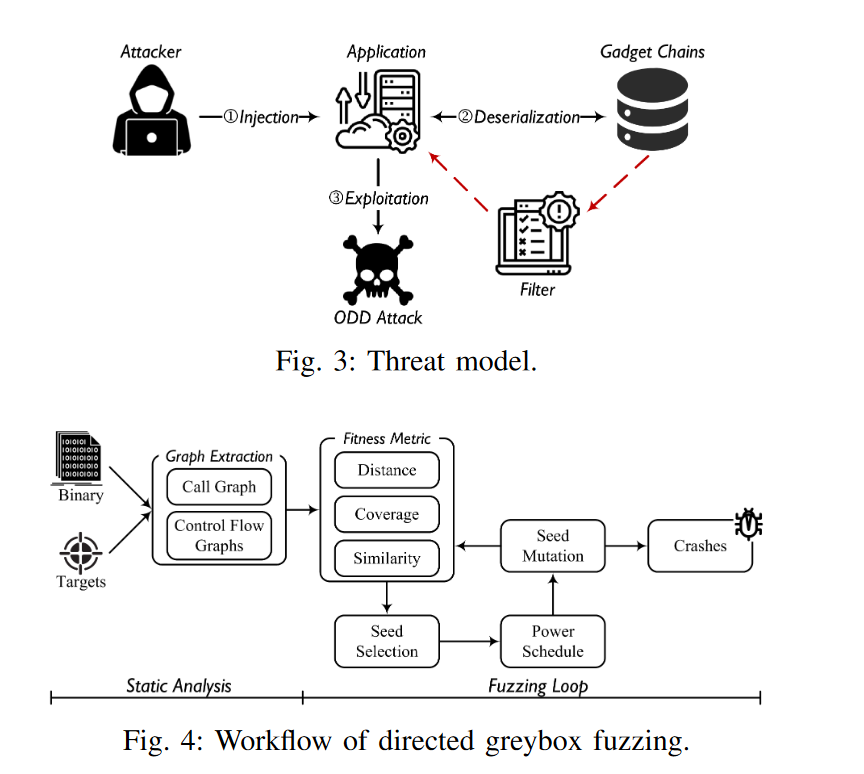 Attacker
Application
Gadget Chains
①Injection
②Deserialization
③Exploitation
Filter
ODD Attack
Fig. 3: Threat model.
Binary
Targets
Graph Extraction
Call Graph
Control Flow
Graphs
Fitness Metric
Distance
Coverage
Similarity
Seed
Selection
Power
Schedule
Seed
Mutation
Crashes
Static Analysis
Fuzzing Loop
Fig. 4: Workflow of directed greybox fuzzing.